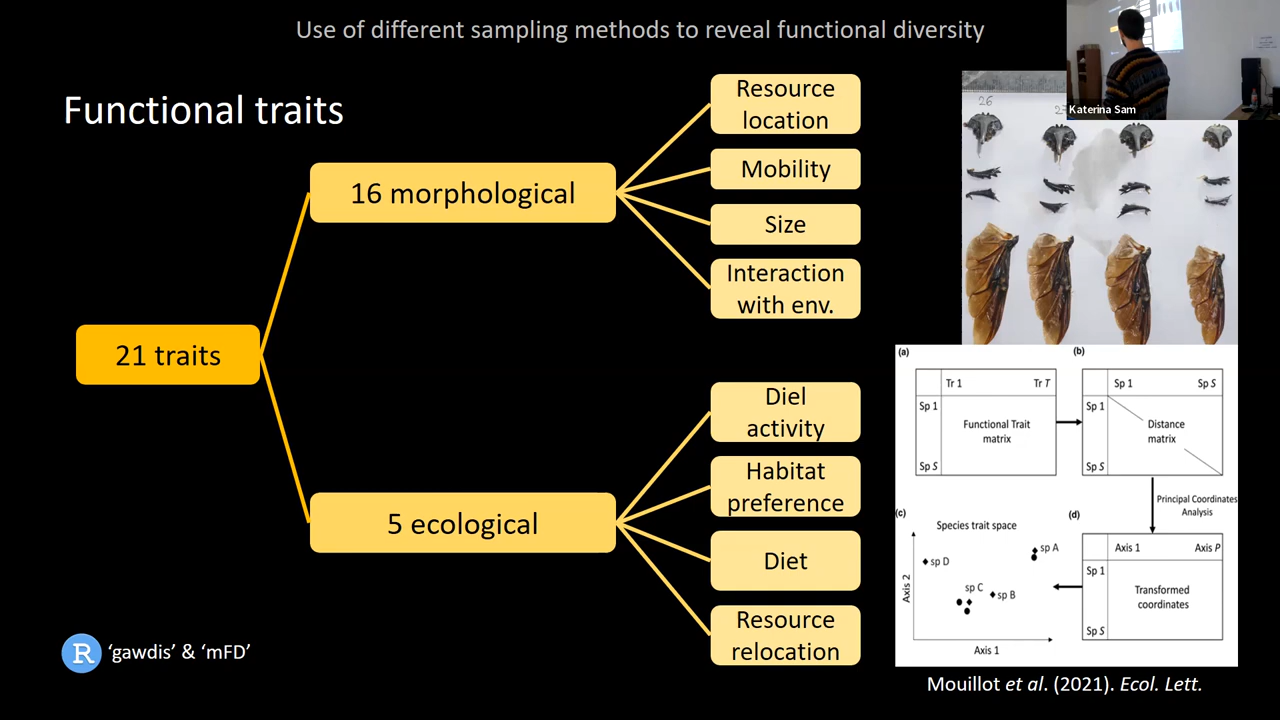 Use of different sampling methods to reveal functional diversity
Katerina Sam
Functional traits
21 traits
16 morphological
Resource
location
Mobility
Size
Interaction
with env.
5 ecological
Diel
activity
Habitat
preference
Diet
Resource
relocation
R 'gawdis' & 'mFD'
26
(a)
Tr 1 Tr T
Sp 1
Functional Trait
matrix
Sp S
(b)
Sp 1 Sp S
Sp 1
Distance
matrix
Sp S
Principal Coordinates
Analysis
(c)
Species trait space
sp A
sp D
sp C
sp B
Axis 2
Axis 1
(d)
Axis 1 Axis P
Sp 1
Transformed
coordinates
Sp S
Mouillot et al. (2021). Ecol. Lett.